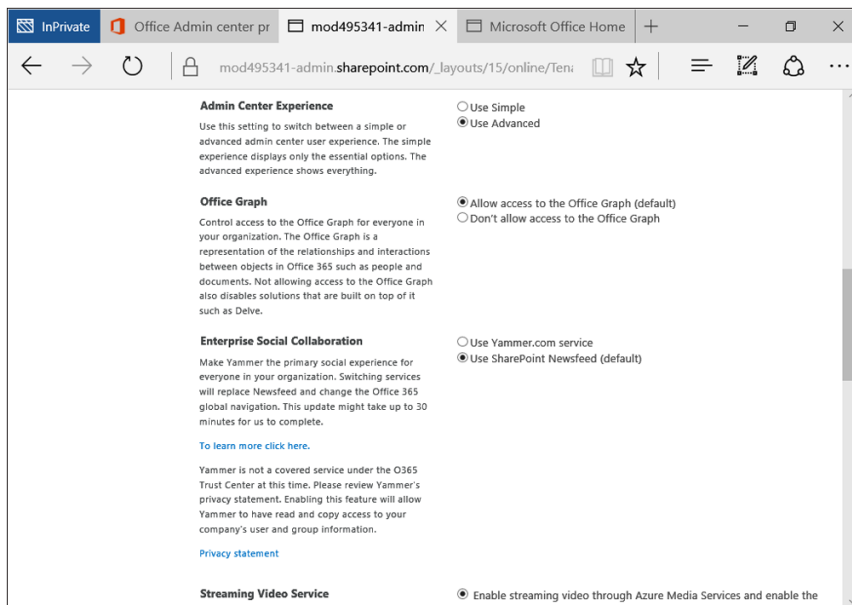 InPrivate
Office Admin center pr
mod495341-admin
Microsoft Office Home
mod495341-admin.sharepoint.com/_layouts/15/online/Tena
Admin Center Experience
Use this setting to switch between a simple or
advanced admin center user experience. The simple
experience displays only the essential options. The
advanced experience shows everything.
Use Simple
Use Advanced
Office Graph
Control access to the Office Graph for everyone in
your organization. The Office Graph is a
representation of the relationships and interactions
between objects in Office 365 such as people and
documents. Not allowing access to the Office Graph
also disables solutions that are built on top of it
such as Delve.
Allow access to the Office Graph (default)
Don't allow access to the Office Graph
Enterprise Social Collaboration
Make Yammer the primary social experience for
everyone in your organization. Switching services
will replace Newsfeed and change the Office 365
global navigation. This update might take up to 30
minutes for us to complete.
To learn more click here.
Yammer is not a covered service under the O365
Trust Center at this time. Please review Yammer's
privacy statement. Enabling this feature will allow
Yammer to have read and copy access to your
company's user and group information.
Privacy statement
Use Yammer.com service
Use SharePoint Newsfeed (default)
Streaming Video Service
Enable streaming video through Azure Media Services and enable the